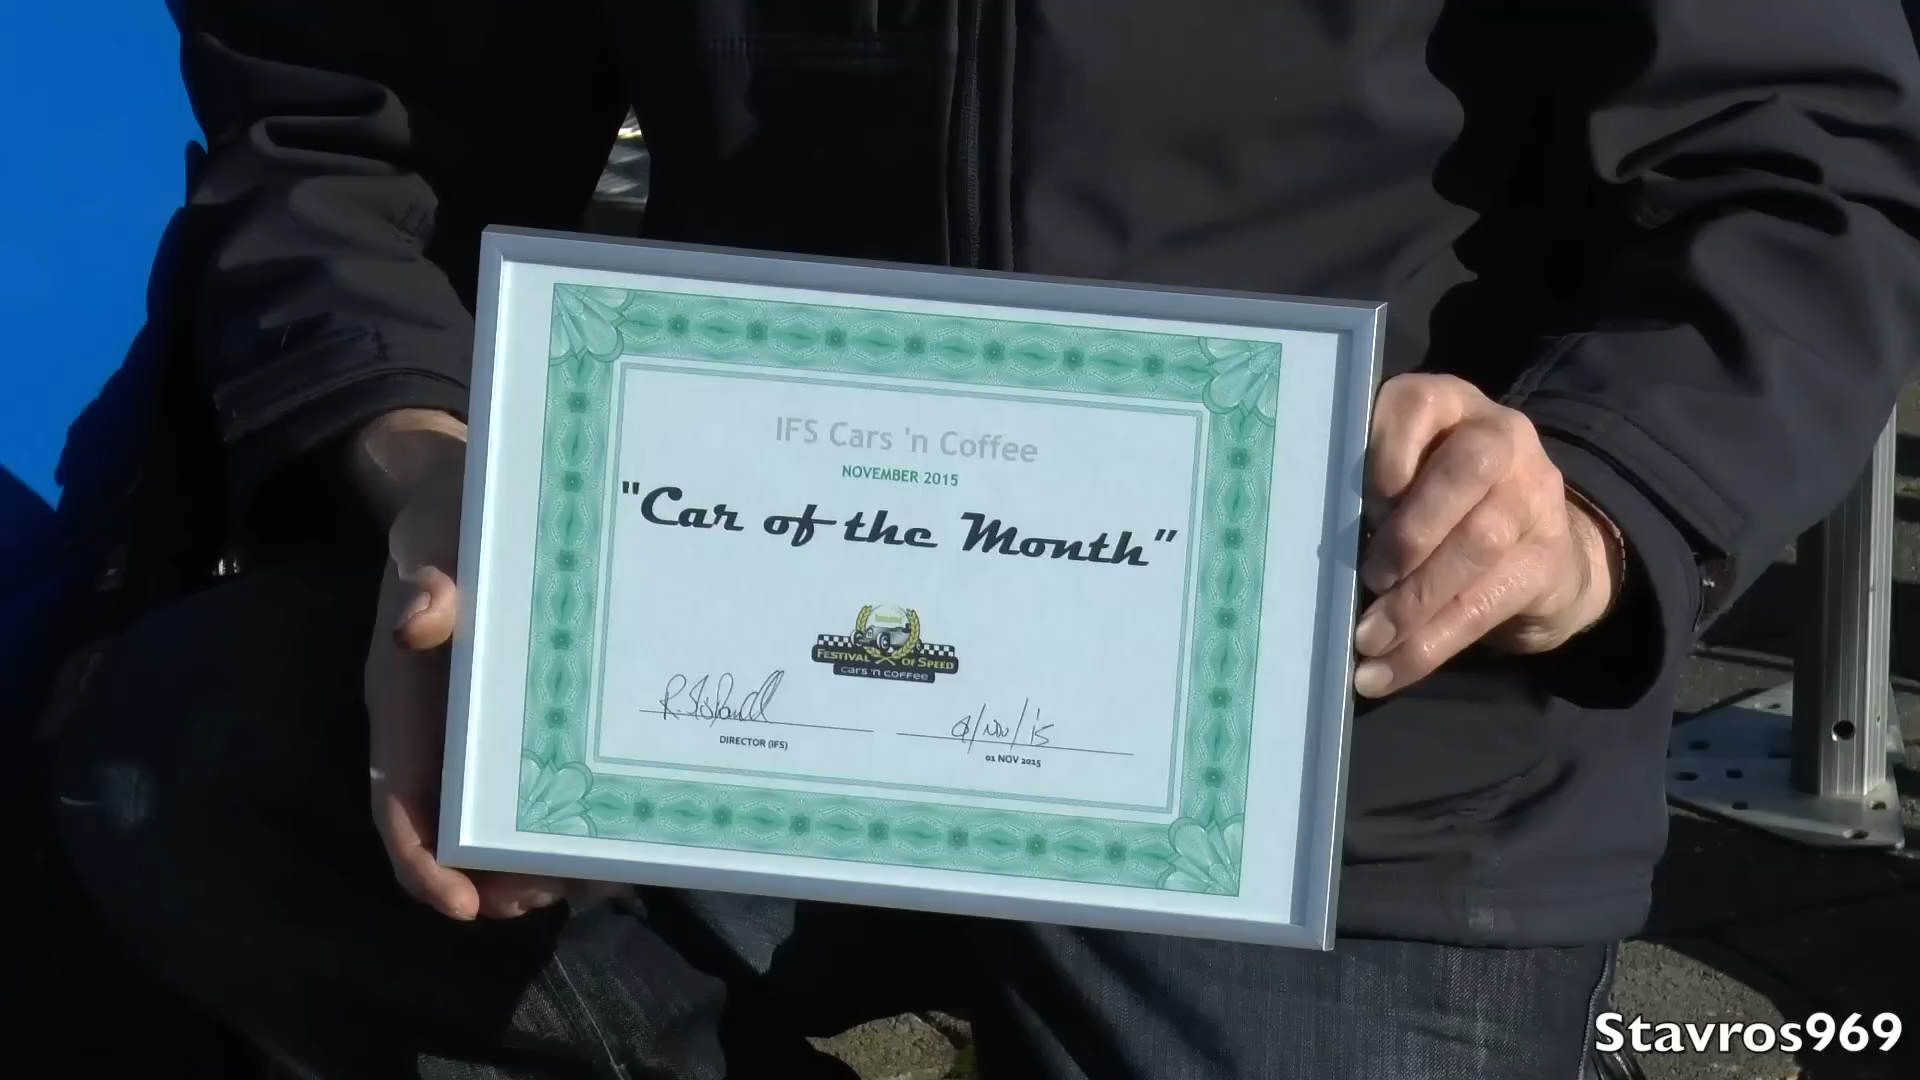 IFS Cars 'n Coffee
NOVEMBER 2015
"Car of the Month"
FESTIVAL OF SPEED
CARS 'N COFFEE
DIRECTOR (IFS)
01 NOV 2015
Stavros969